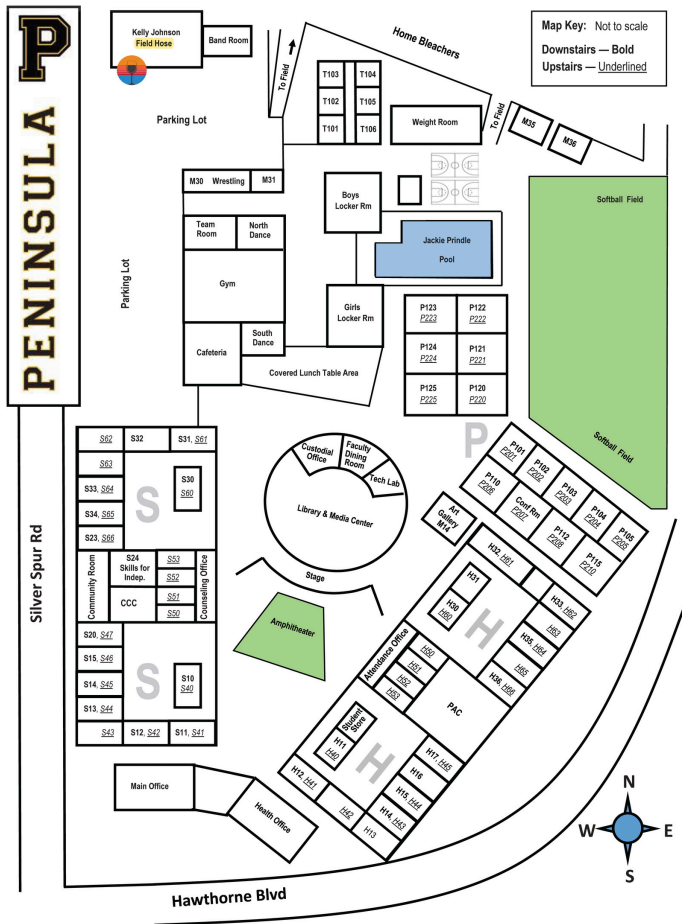 P
PENINSULA
Kelly Johnson
Field Hose
Band Room
To Field
Home Bleachers
Map Key: Not to scale
Downstairs — Bold
Upstairs — Underlined
Parking Lot
T103
T104
T102
T105
T101
T106
Weight Room
To Field
M35
M36
M30 Wrestling
M31
Boys
Locker Rm
Softball Field
Team
Room
North
Dance
Jackie Prindle
Pool
Parking Lot
Gym
Girls
Locker Rm
South
Dance
Cafeteria
Covered Lunch Table Area
P123
P223
P122
P222
P124
P224
P121
P221
P125
P225
P120
P220
P
Softball Field
S62
S32
S31, S61
S63
S30
S60
S33, S64
S
S34, S65
S23, S66
Community Room
S24
Skills for
Indep.
S53
S52
CCC
S51
S50
Counseling Office
S20, S47
S15, S46
S
S10
S40
S14, S45
S13, S44
S43
S12, S42
S11, S41
Custodial
Office
Faculty
Dining
Room
Tech Lab
Library & Media Center
Stage
Amphitheater
P101
P201
P102
P202
P103
P203
P104
P204
P105
P205
P110
P206
Conf Rm
P207
P112
P208
P115
P210
Art
Gallery
M14
H32, H61
H31
H30
H60
H
H33, H62
H63
H35, H64
H65
H36, H66
Attendance Office
H50
H51
H52
H53
PAC
Student
Store
H11
H40
H
H17, H45
H16
H15, H44
H14, H43
H12, H41
H42
H13
Main Office
Health Office
Silver Spur Rd
Hawthorne Blvd
N
W
E
S